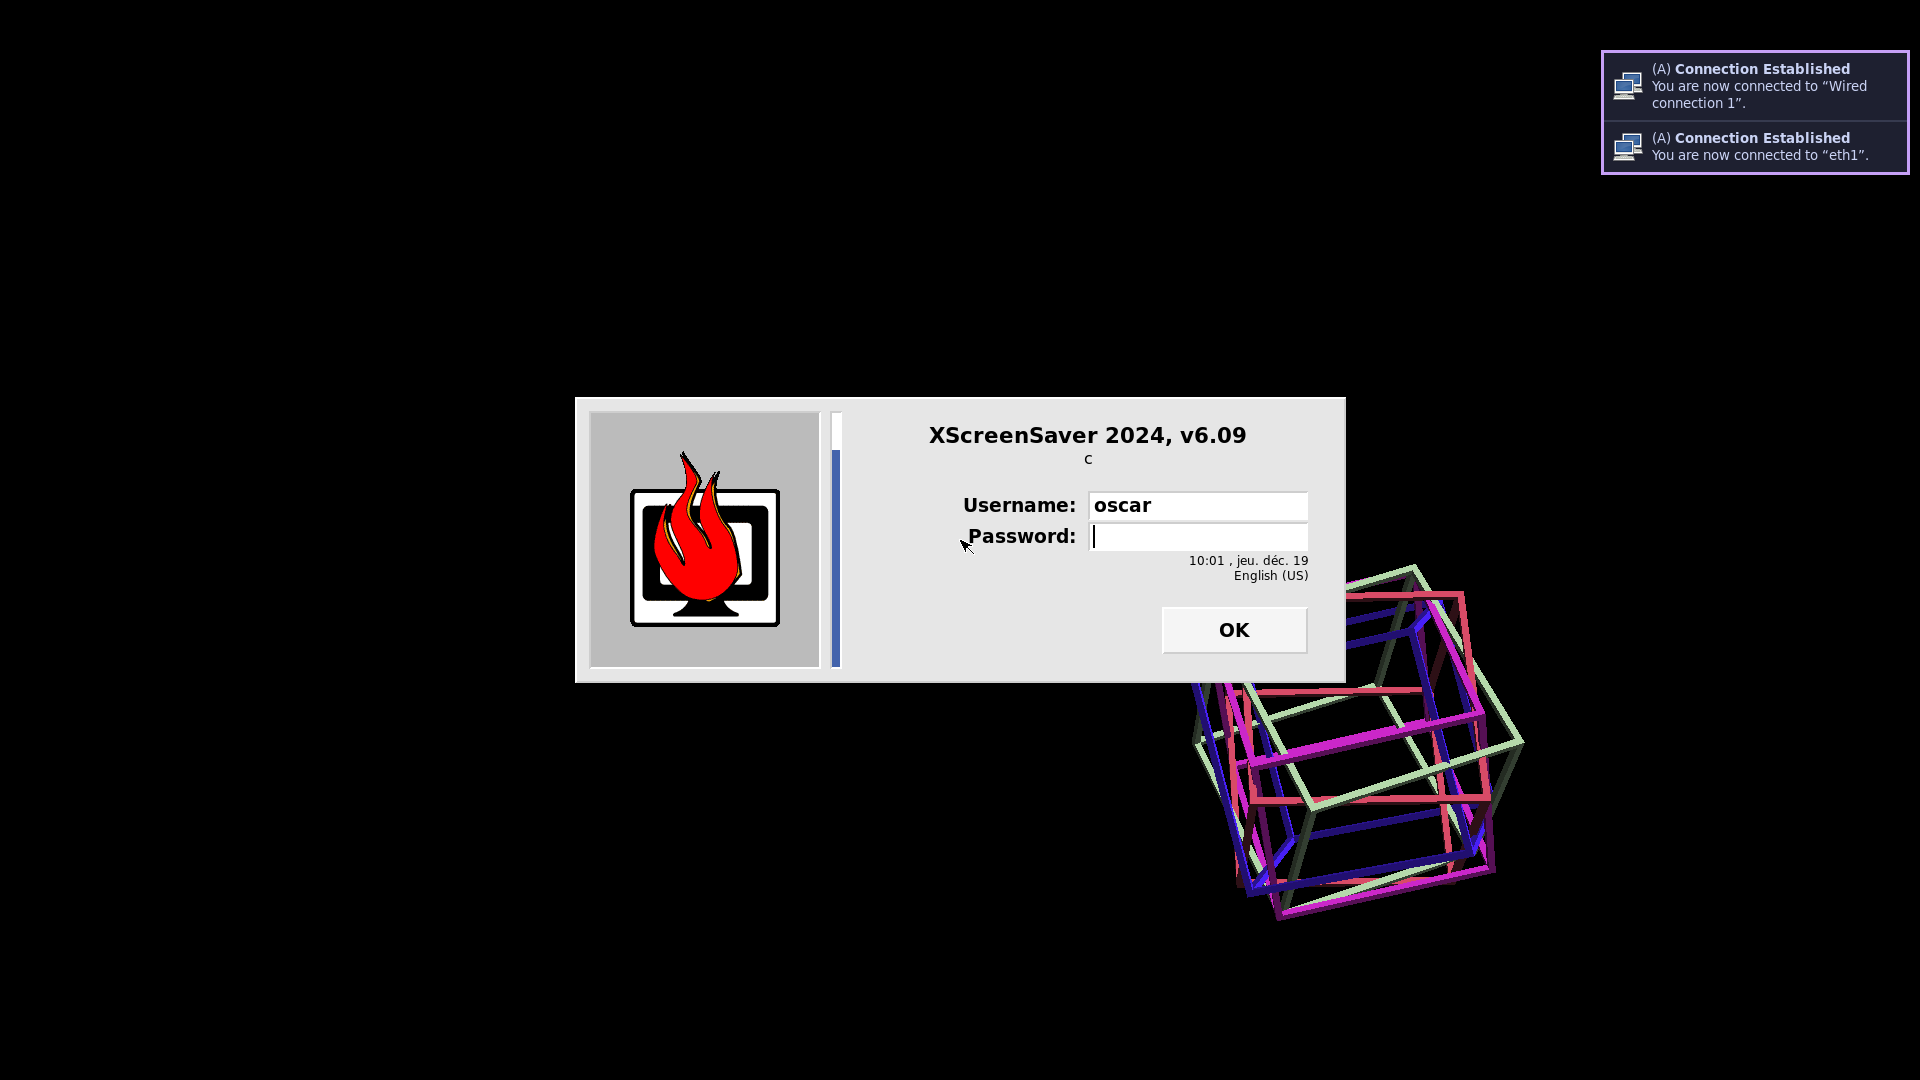 (A) Connection Established
You are now connected to “Wired
connection 1”.
(A) Connection Established
You are now connected to “eth1”.
XScreenSaver 2024, v6.09
c
Username: oscar
Password:
10:01 , jeu. déc. 19
English (US)
OK